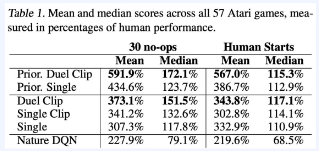 Table 1. Mean and median scores across all 57 Atari games, mea-
sured in percentages of human performance.
30 no-ops Human Starts
Mean Median Mean Median
Prior. Duel Clip 591.9% 172.1% 567.0% 115.3%
Prior. Single 434.6% 123.7% 386.7% 112.9%
Duel Clip 373.1% 151.5% 343.8% 117.1%
Single Clip 341.2% 132.6% 302.8% 114.1%
Single 307.3% 117.8% 332.9% 110.9%
Nature DQN 227.9% 79.1% 219.6% 68.5%